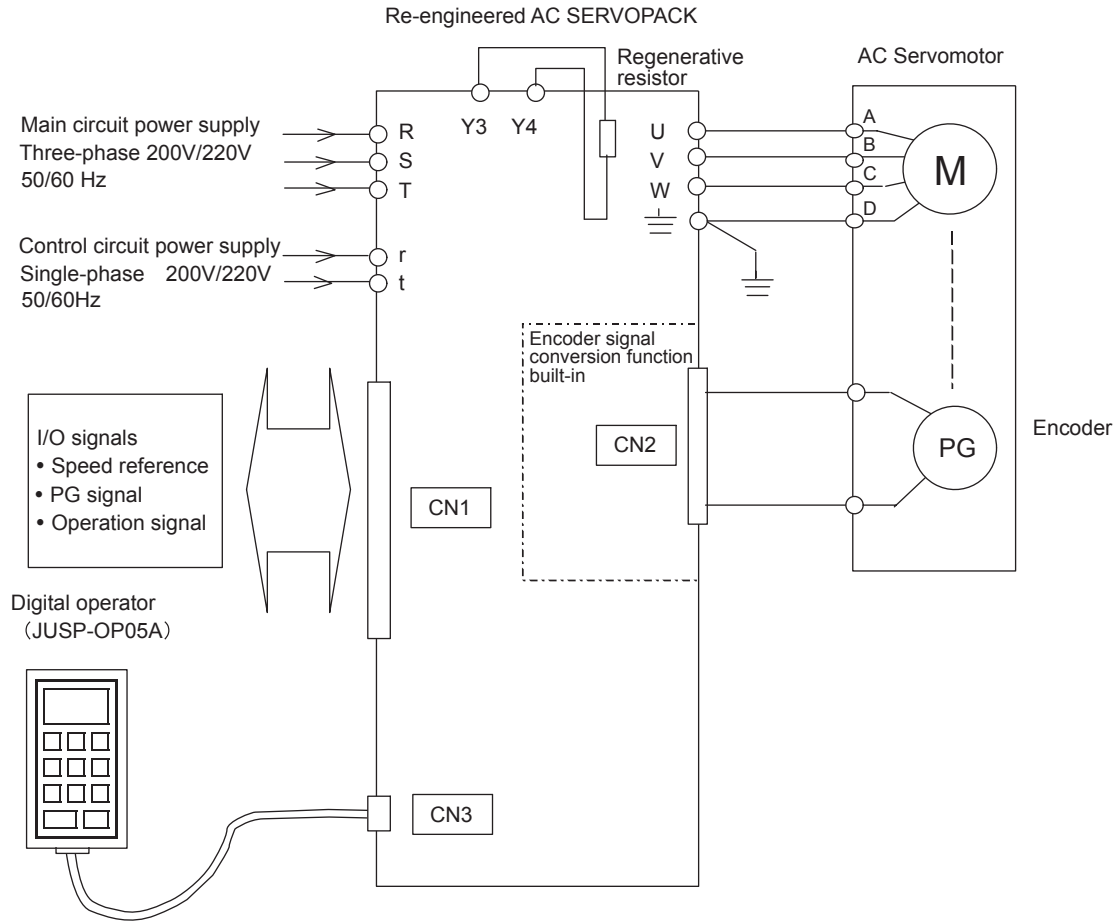 Re-engineered AC SERVOPACK
Regenerative
resistor
AC Servomotor
Main circuit power supply
Three-phase 200V/220V
50/60 Hz
R
S
T
Y3 Y4
U
V
W
A
B
C
D
M
Control circuit power supply
Single-phase 200V/220V
50/60Hz
r
t
Encoder signal
conversion function
built-in
CN2
PG
Encoder
I/O signals
• Speed reference
• PG signal
• Operation signal
CN1
Digital operator
（JUSP-OP05A）
CN3